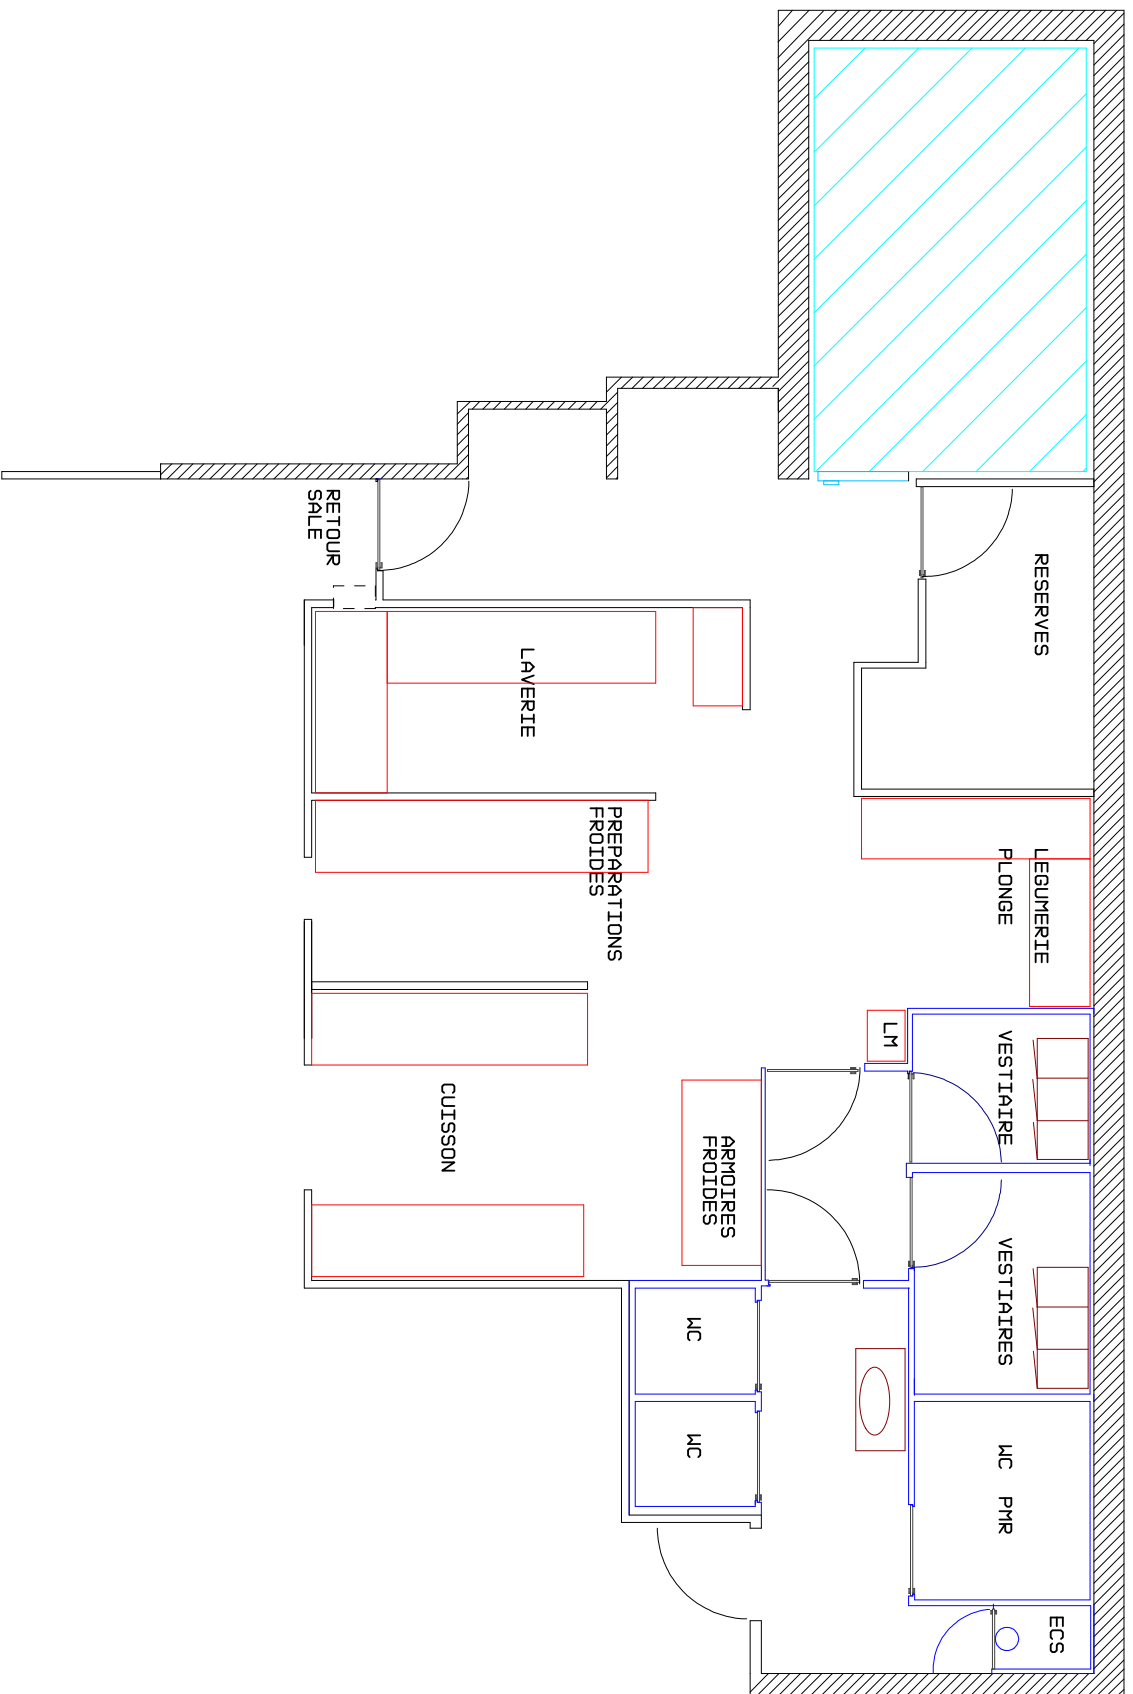 RETOUR
SALE
RESERVES
LAVERIE
PREPARATIONS
FROIDES
LEGUMERIE
PLONGE
LM
VESTIAIRE
CUISSON
ARMOIRES
FROIDES
VESTIAIRES
WC
WC
WC PMR
ECS